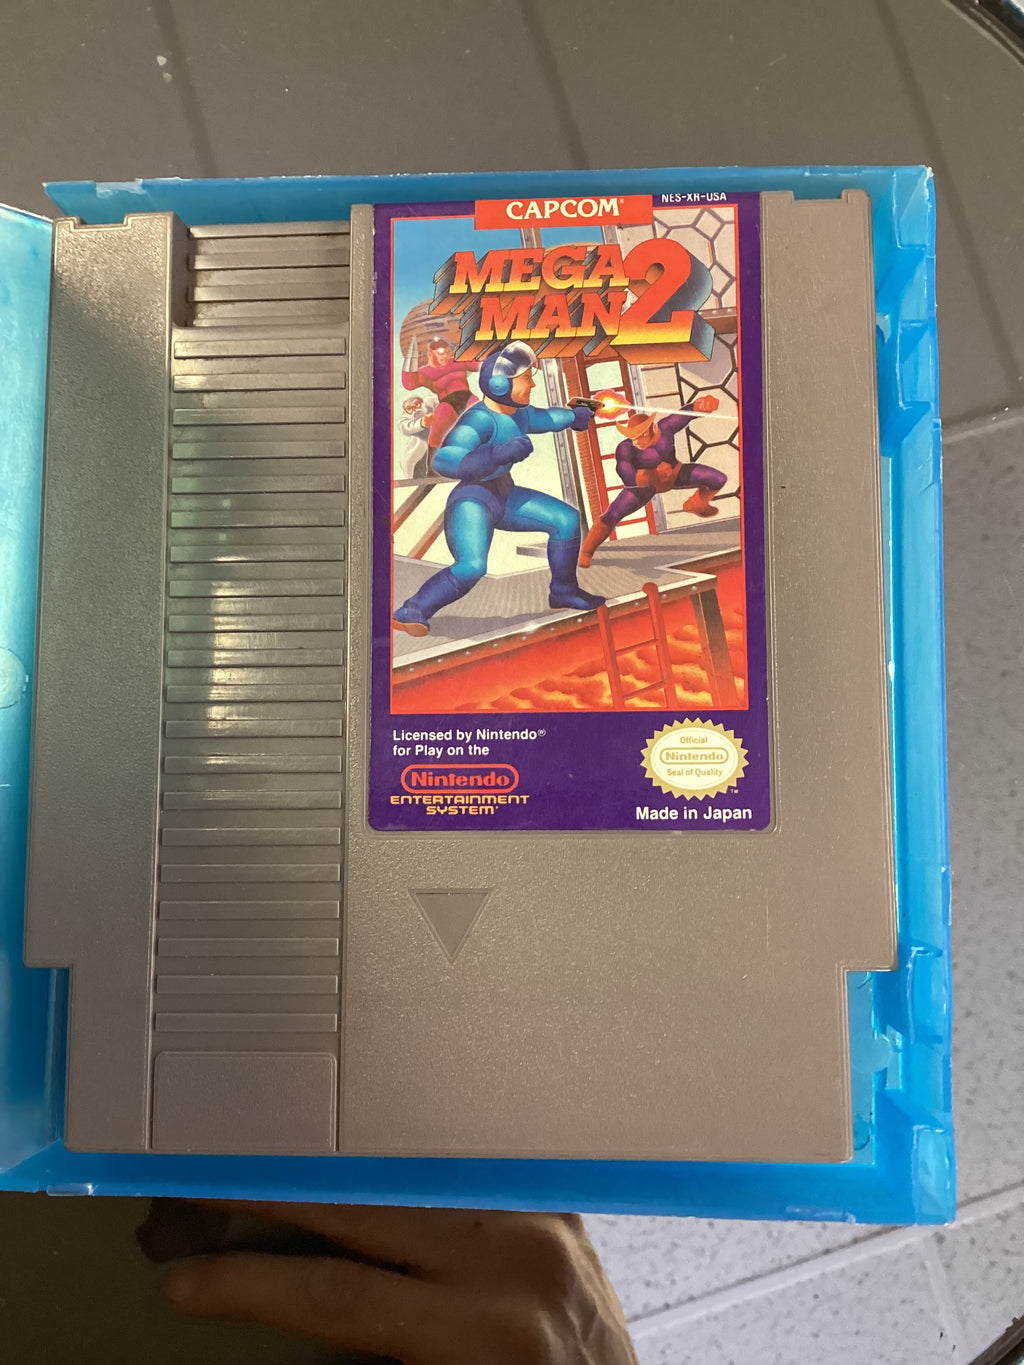 CAPCOM®
NES-XR-USA
MEGA
MAN 2
Licensed by Nintendo®
for Play on the
Nintendo
ENTERTAINMENT
SYSTEM®
Official
Nintendo
Seal of Quality
TM
Made in Japan